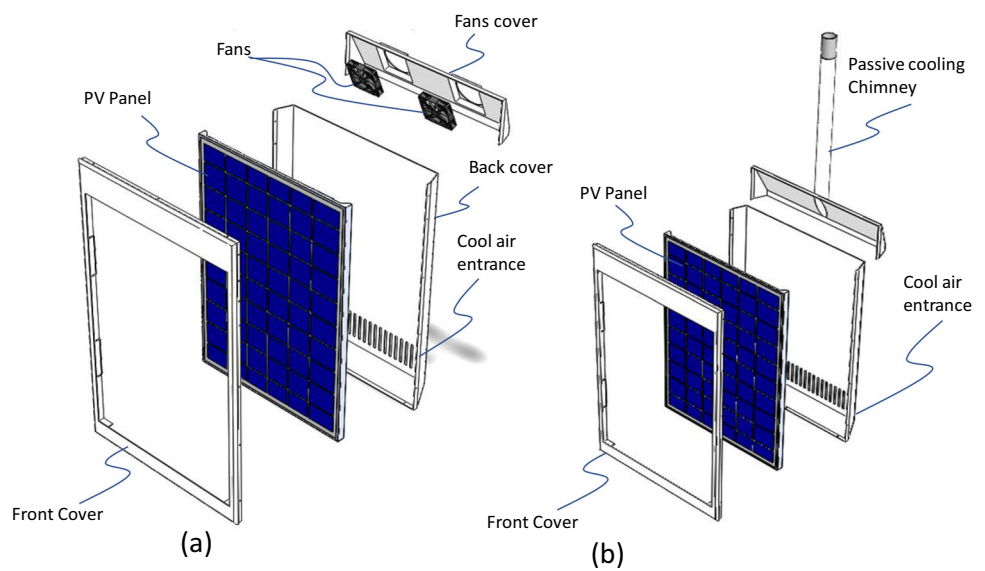 Fans cover
Fans
PV Panel
Back cover
Cool air
entrance
Front Cover
(a)
Passive cooling
Chimney
PV Panel
Cool air
entrance
Front Cover
(b)